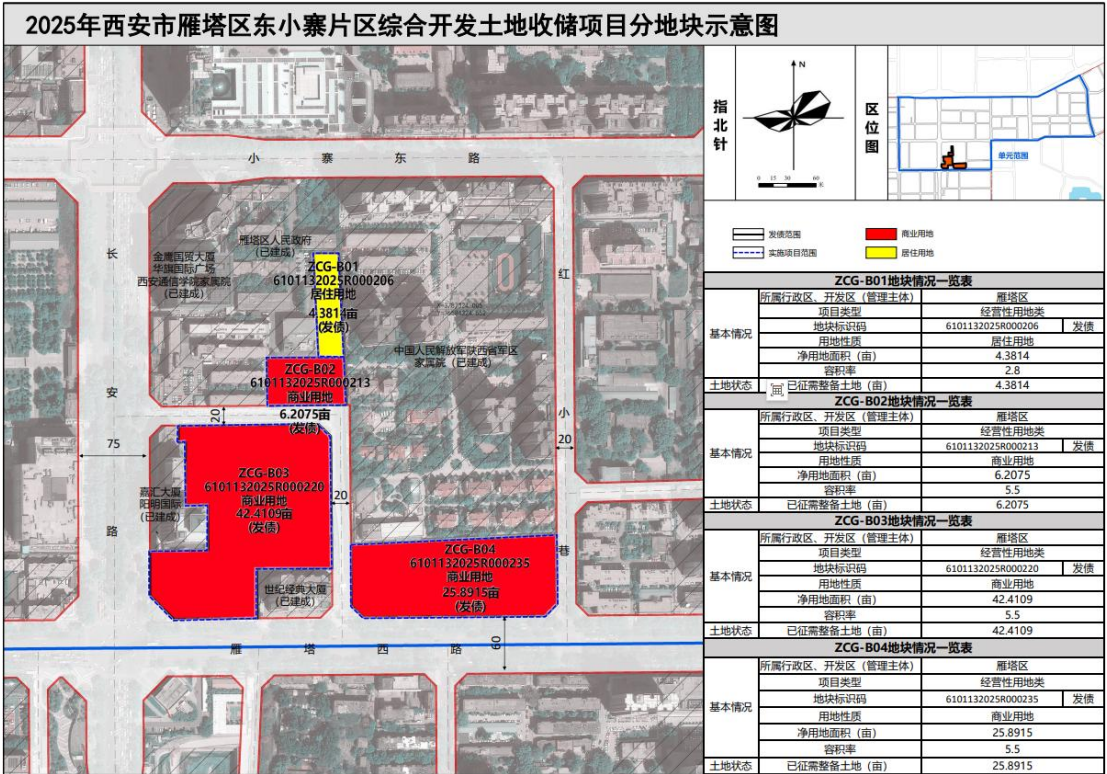 2025年西安市雁塔区东小寨片区综合开发土地收储项目分地块示意图
小寨东路
长安路
红小巷
雁塔西路
雁塔区人民政府
(已建成)
金鹰国贸大厦
华旗国际广场
西安通信学院家属院
(已建成)
ZCG-B01
6101132025R000206
居住用地
4.3814亩
(发债)
中国人民解放军陕西省军区
家属院（已建成）
ZCG-B02
6101132025R000213
商业用地
6.2075亩
(发债)
20
75
20
20
60
嘉汇大厦
阳明国际
(已建成)
ZCG-B03
6101132025R000220
商业用地
42.4109亩
(发债)
世纪经典大厦
(已建成)
ZCG-B04
6101132025R000235
商业用地
25.8915亩
(发债)
指北针
N
0 15 30 60
区位图
单元范围
发债范围
商业用地
实施项目范围
居住用地
ZCG-B01地块情况一览表
基本情况
所属行政区、开发区（管理主体） 雁塔区
项目类型 经营性用地类
地块标识码 6101132025R000206 发债
用地性质 居住用地
净用地面积（亩） 4.3814
容积率 2.8
土地状态 已征需整备土地（亩） 4.3814
ZCG-B02地块情况一览表
基本情况
所属行政区、开发区（管理主体） 雁塔区
项目类型 经营性用地类
地块标识码 6101132025R000213 发债
用地性质 商业用地
净用地面积（亩） 6.2075
容积率 5.5
土地状态 已征需整备土地（亩） 6.2075
ZCG-B03地块情况一览表
基本情况
所属行政区、开发区（管理主体） 雁塔区
项目类型 经营性用地类
地块标识码 6101132025R000220 发债
用地性质 商业用地
净用地面积（亩） 42.4109
容积率 5.5
土地状态 已征需整备土地（亩） 42.4109
ZCG-B04地块情况一览表
基本情况
所属行政区、开发区（管理主体） 雁塔区
项目类型 经营性用地类
地块标识码 6101132025R000235 发债
用地性质 商业用地
净用地面积（亩） 25.8915
容积率 5.5
土地状态 已征需整备土地（亩） 25.8915